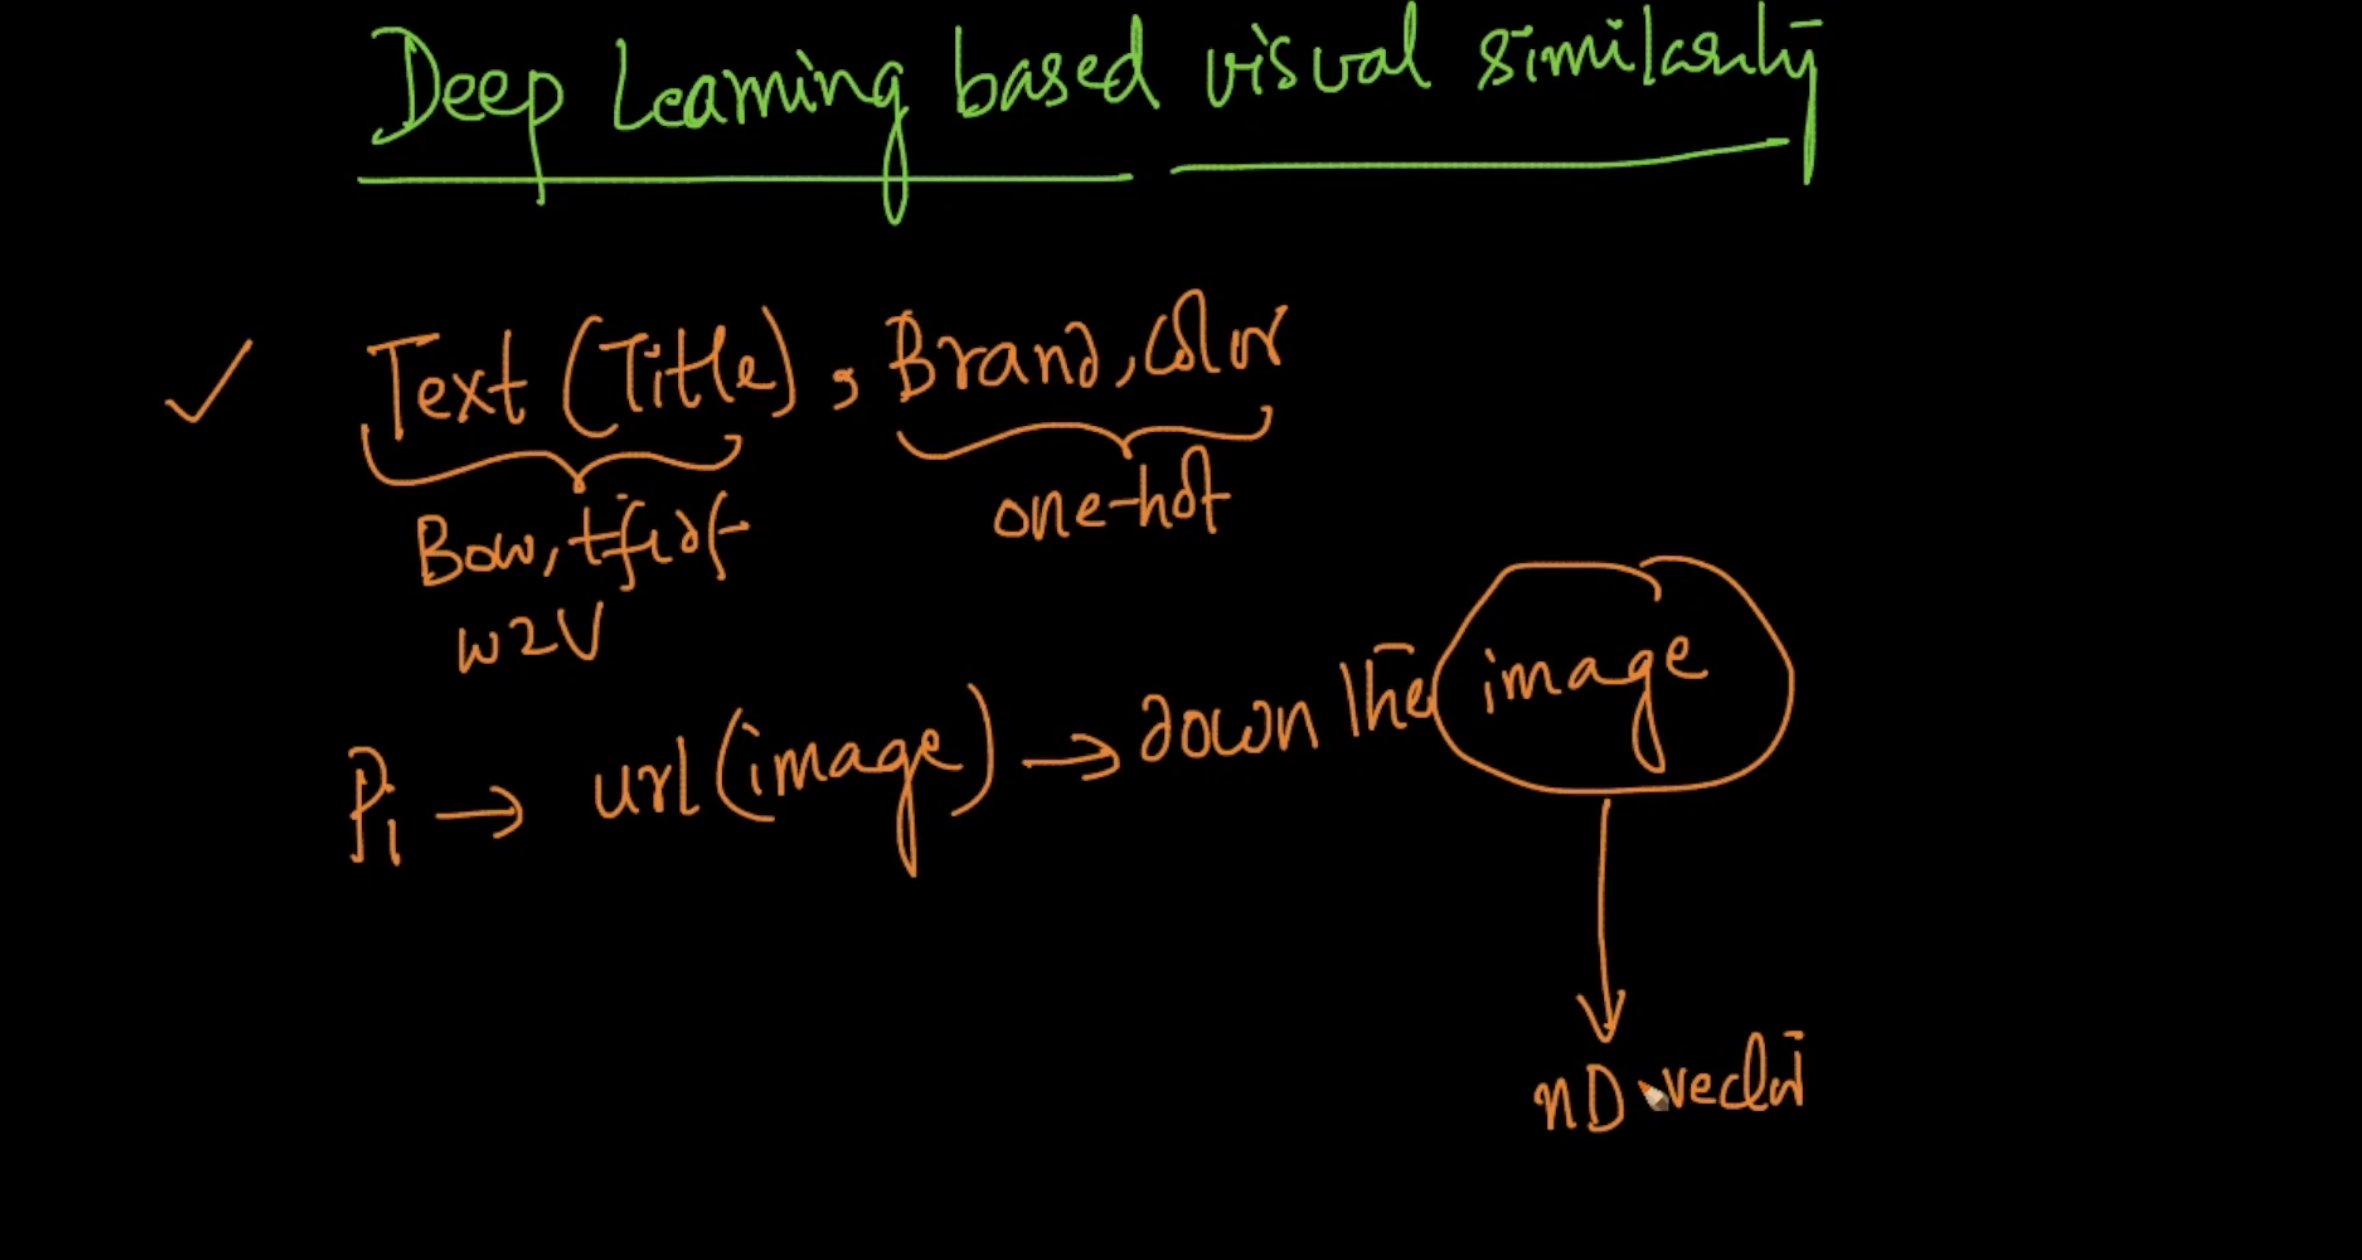 Deep Learning based visual similarity
✓ Text (Title), Brand, Color
Bow, tfidf one-hot
w2v
P1 → url (image) → down the image
nD vector